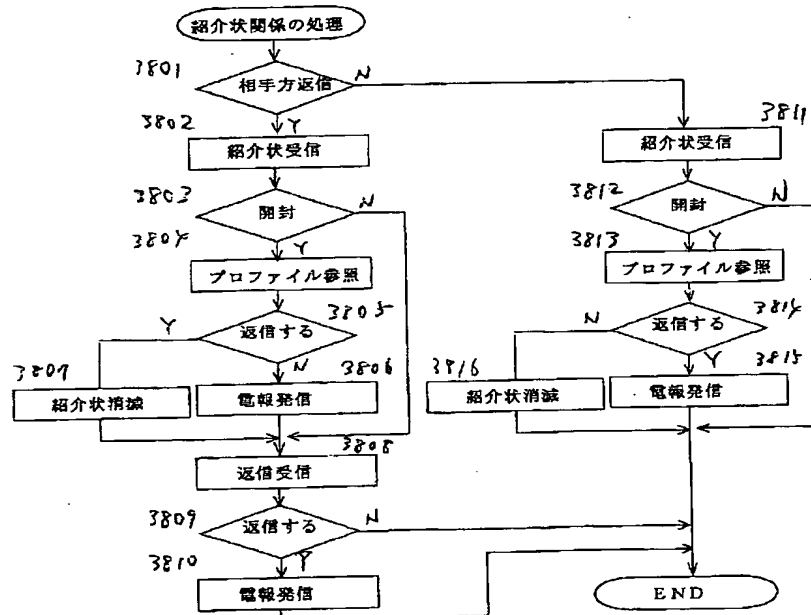 紹介状関係の処理
3801
相手方返信
N
Y
3802
紹介状受信
3803
開封
N
Y
3804
プロファイル参照
3805
返信する
Y
N
3807
紹介状消滅
3806
電報発信
3808
返信受信
3809
返信する
N
Y
3810
電報発信
3811
紹介状受信
3812
開封
N
Y
3813
プロファイル参照
3814
返信する
N
Y
3816
紹介状消滅
3815
電報発信
END